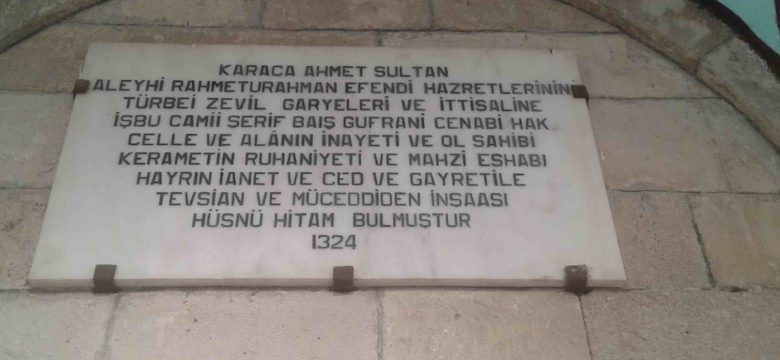 KARACA AHMET SULTAN
ALEYHİ RAHMETURAHMAN EFENDİ HAZRETLERİNİN
TÜRBEİ ZEVİL GARYELERİ VE İTTİSALİNE
İŞBU CAMİİ ŞERİF BAİŞ GUFRANİ CENABİ HAK
CELLE VE ALÂNIN İNAYETİ VE OL SAHİBİ
KERAMETİN RUHANİYETİ VE MAHZİ ESHABI
HAYRIN İANET VE CED VE GAYRETİLE
TEVSİAN VE MÜCEDDİDEN İNŞAASI
HÜSNÜ HİTAM BULMUŞTUR
1324